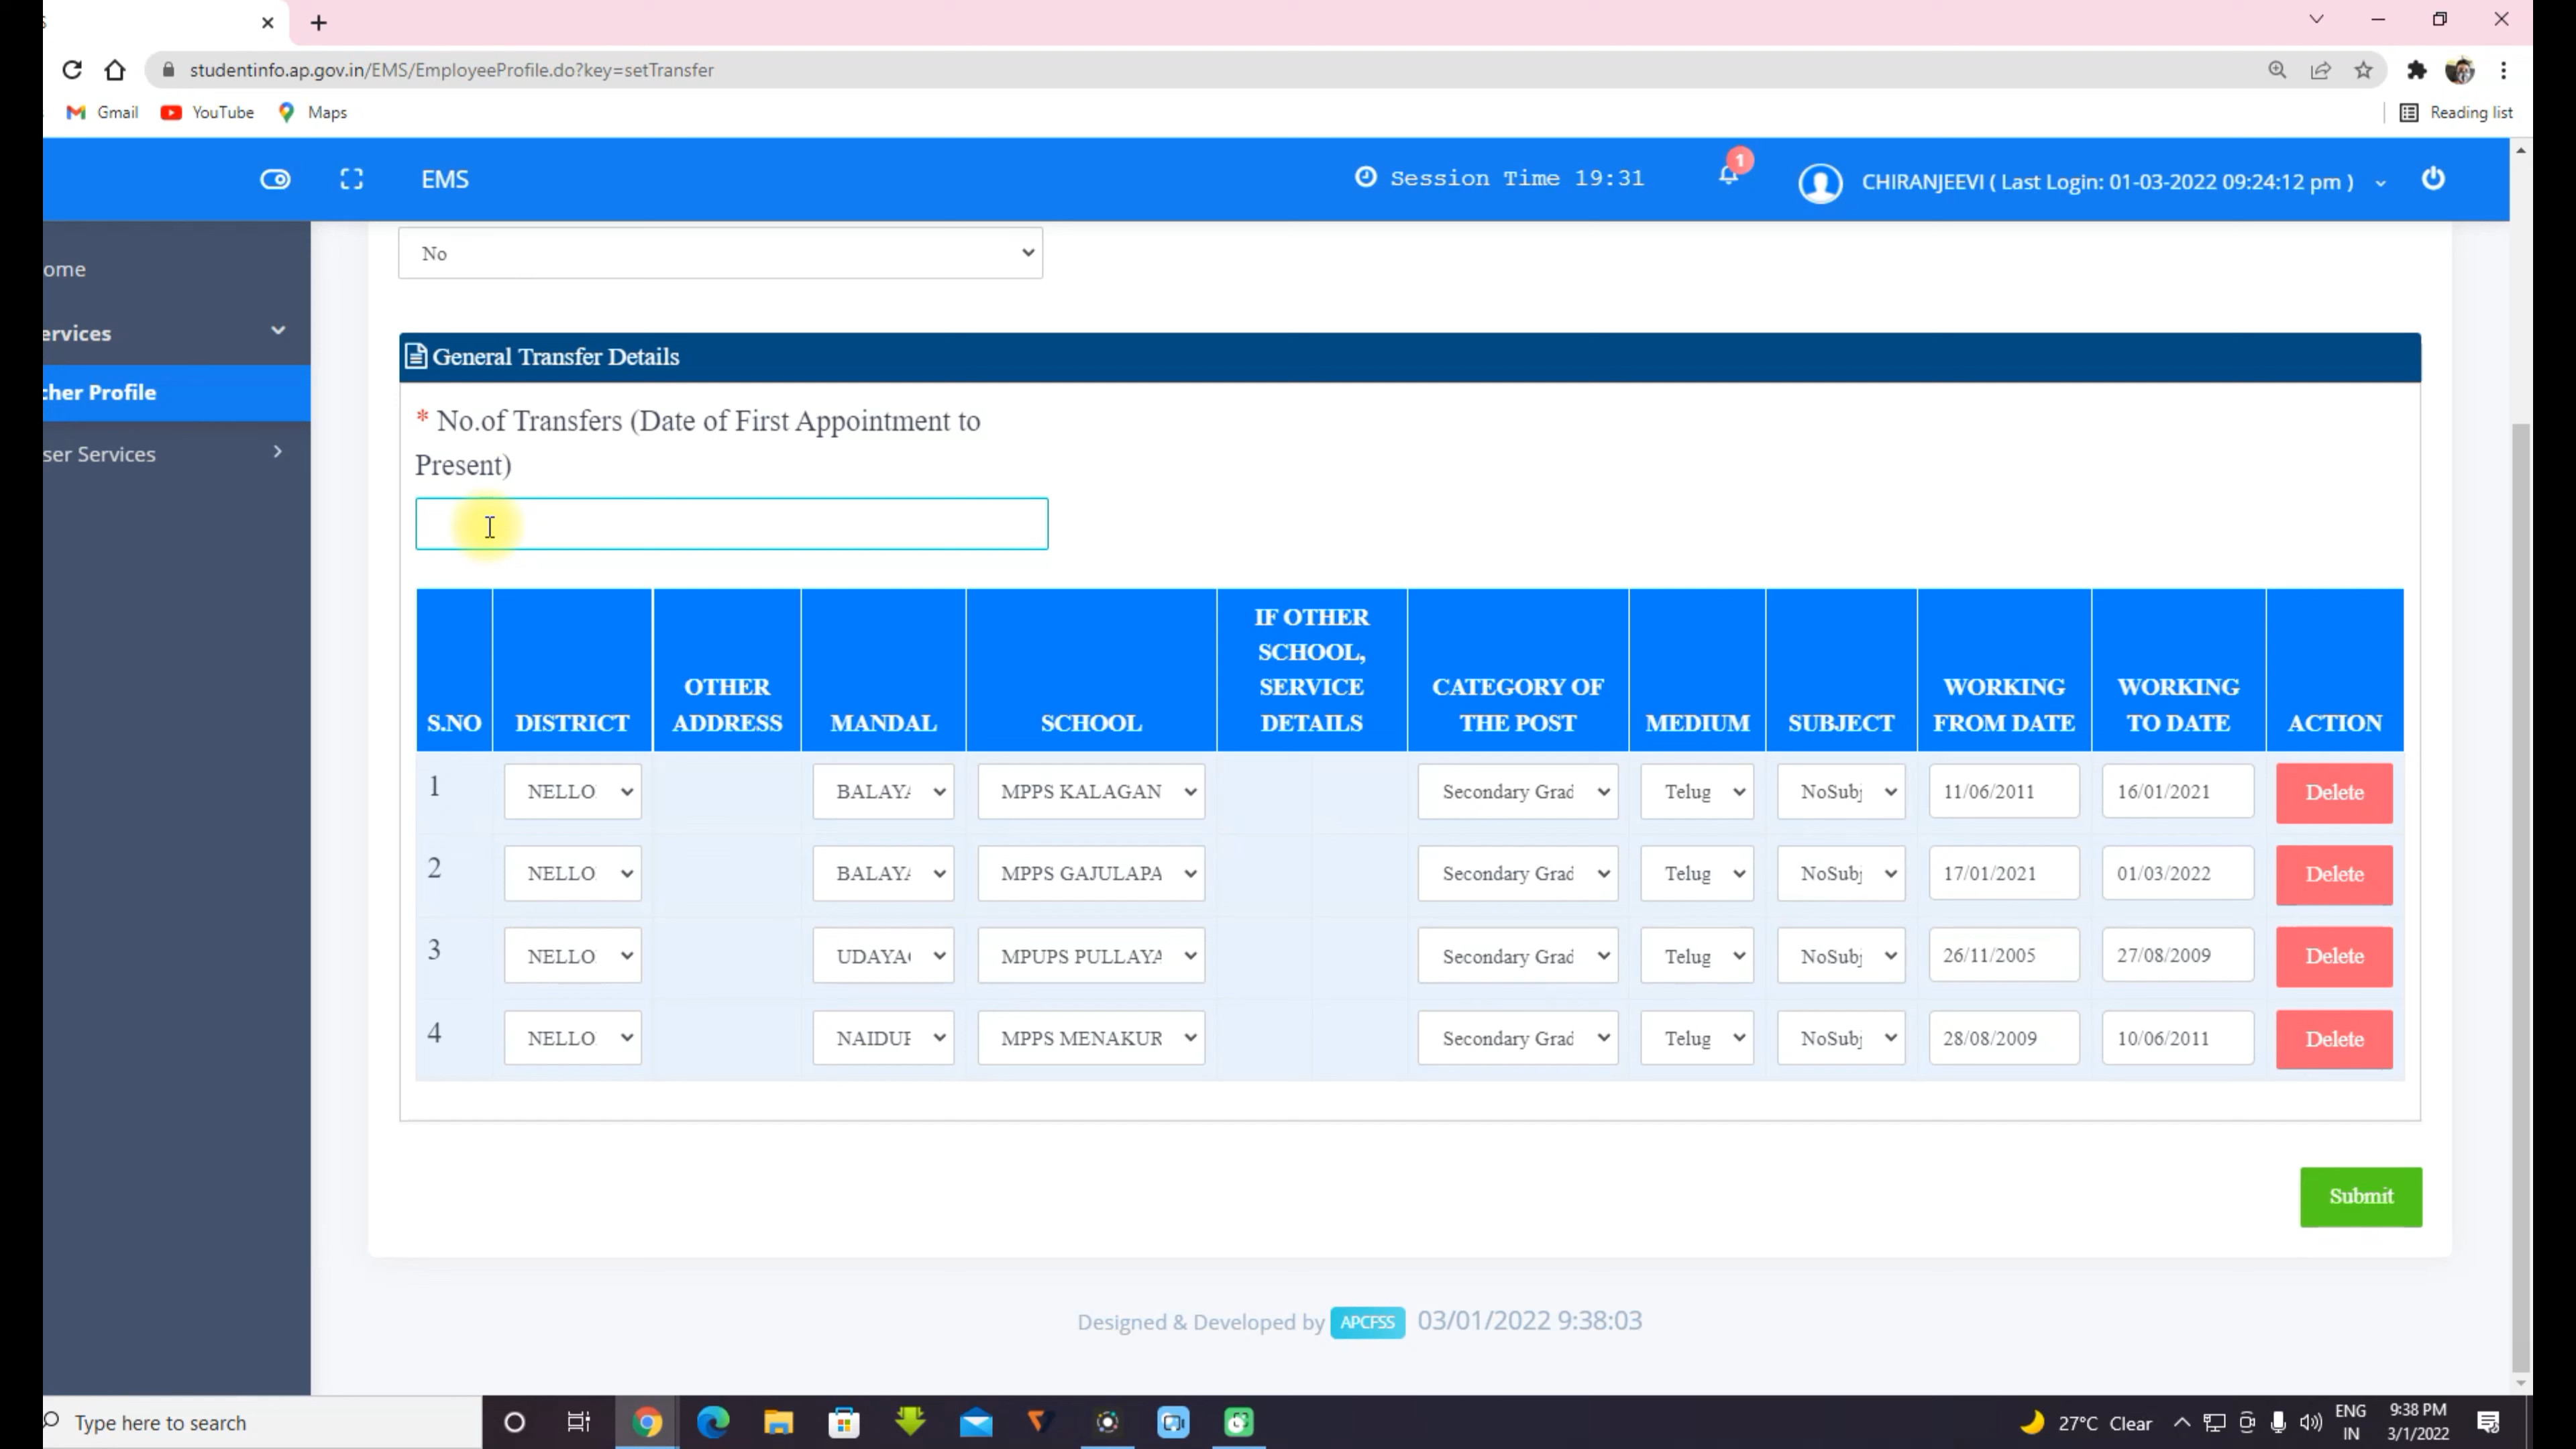 studentinfo.ap.gov.in/EMS/EmployeeProfile.do?key=setTransfer
Gmail YouTube Maps Reading list
EMS Session Time 19:31 1 CHIRANJEEVI ( Last Login: 01-03-2022 09:24:12 pm )
ome
ervices
cher Profile
ser Services
No
General Transfer Details
* No.of Transfers (Date of First Appointment to
Present)
S.NO DISTRICT OTHER ADDRESS MANDAL SCHOOL IF OTHER SCHOOL, SERVICE DETAILS CATEGORY OF THE POST MEDIUM SUBJECT WORKING FROM DATE WORKING TO DATE ACTION
1 NELLO BALAYA MPPS KALAGAN Secondary Grad Telug NoSubj 11/06/2011 16/01/2021 Delete
2 NELLO BALAYA MPPS GAJULAPA Secondary Grad Telug NoSubj 17/01/2021 01/03/2022 Delete
3 NELLO UDAYAG MPUPS PULLAYA Secondary Grad Telug NoSubj 26/11/2005 27/08/2009 Delete
4 NELLO NAIDUP MPPS MENAKUR Secondary Grad Telug NoSubj 28/08/2009 10/06/2011 Delete
Submit
Designed & Developed by APCFSS 03/01/2022 9:38:03
Type here to search
27°C Clear ENG IN 9:38 PM 3/1/2022